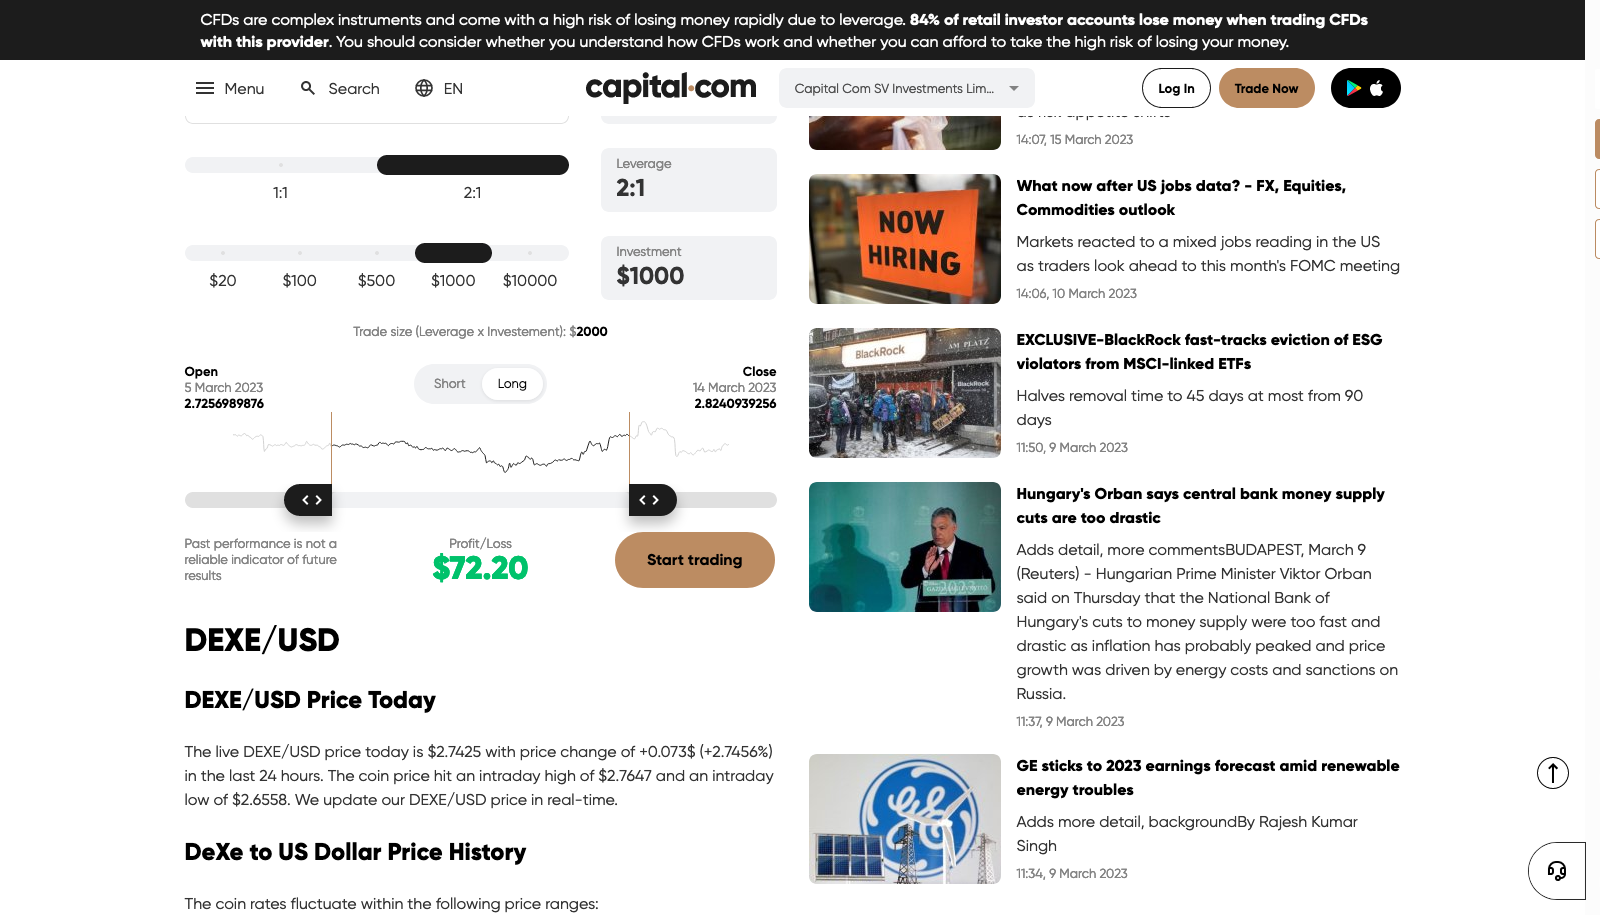 CFDs are complex instruments and come with a high risk of losing money rapidly due to leverage. 84% of retail investor accounts lose money when trading CFDs
with this provider. You should consider whether you understand how CFDs work and whether you can afford to take the high risk of losing your money.
Menu
Search
EN
capital.com
Capital Com SV Investments Lim...
Log In
Trade Now
1:1
2:1
Leverage
2:1
$20
$100
$500
$1000
$10000
Investment
$1000
Trade size (Leverage x Investement): $2000
Open
5 March 2023
2.7256989876
Short
Long
Close
14 March 2023
2.8240939256
Past performance is not a
reliable indicator of future
results
Profit/Loss
$72.20
Start trading
DEXE/USD
DEXE/USD Price Today
The live DEXE/USD price today is $2.7425 with price change of +0.073$ (+2.7456%)
in the last 24 hours. The coin price hit an intraday high of $2.7647 and an intraday
low of $2.6558. We update our DEXE/USD price in real-time.
DeXe to US Dollar Price History
The coin rates fluctuate within the following price ranges:
as risk appetite shifts
14:07, 15 March 2023
NOW
HIRING
What now after US jobs data? - FX, Equities,
Commodities outlook
Markets reacted to a mixed jobs reading in the US
as traders look ahead to this month's FOMC meeting
14:06, 10 March 2023
BlackRock
AM PLATZ
BlackRock
EXCLUSIVE-BlackRock fast-tracks eviction of ESG
violators from MSCI-linked ETFs
Halves removal time to 45 days at most from 90
days
11:50, 9 March 2023
Hungary's Orban says central bank money supply
cuts are too drastic
Adds detail, more commentsBUDAPEST, March 9
(Reuters) - Hungarian Prime Minister Viktor Orban
said on Thursday that the National Bank of
Hungary's cuts to money supply were too fast and
drastic as inflation has probably peaked and price
growth was driven by energy costs and sanctions on
Russia.
11:37, 9 March 2023
GE sticks to 2023 earnings forecast amid renewable
energy troubles
Adds more detail, backgroundBy Rajesh Kumar
Singh
11:34, 9 March 2023